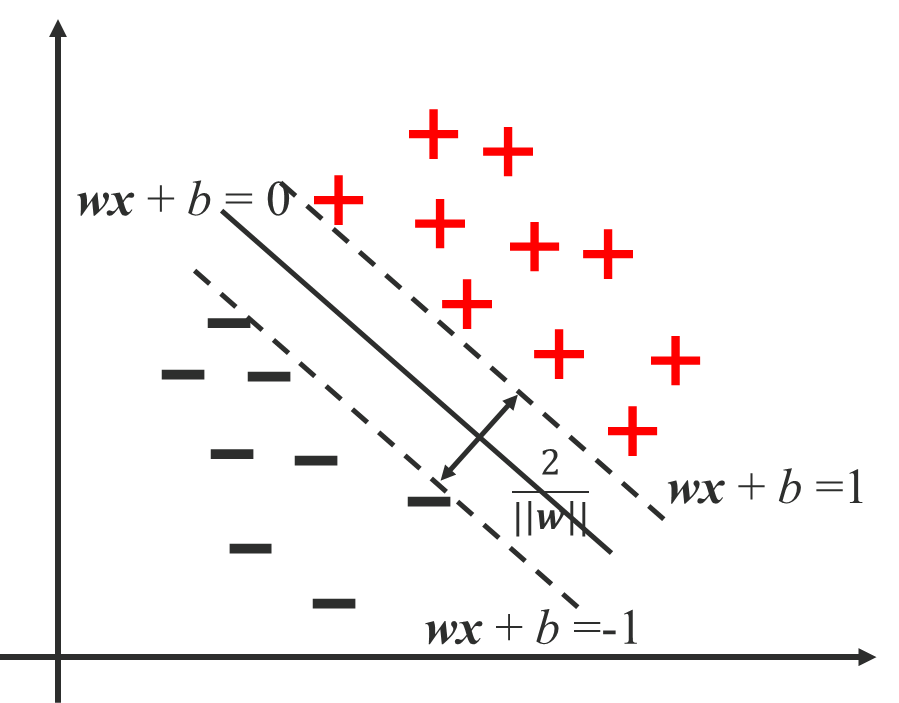 wx + b = 0
wx + b =1
2
||w||
wx + b =-1